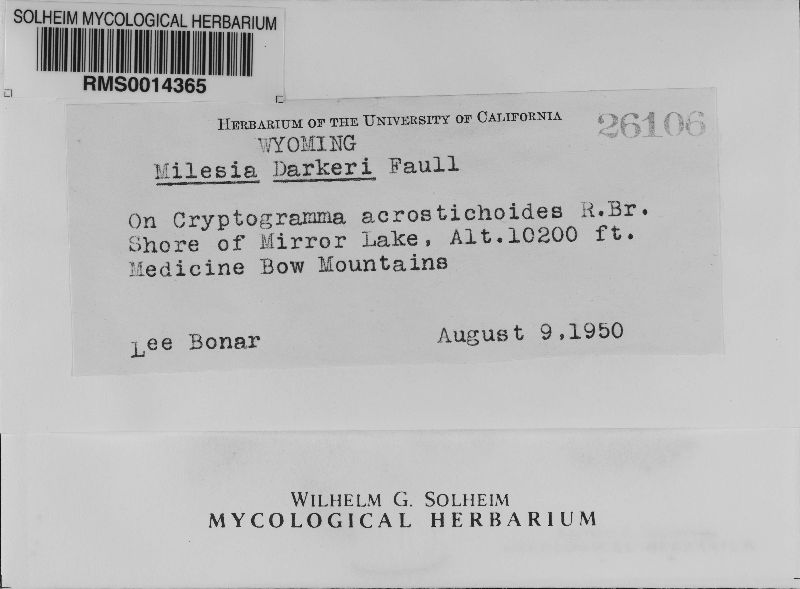 SOLHEIM MYCOLOGICAL HERBARIUM
RMS0014365
HERBARIUM OF THE UNIVERSITY OF CALIFORNIA
26106
WYOMING
Milesia Darkeri Faull
On Cryptogramma acrostichoides R.Br.
Shore of Mirror Lake, Alt.10200 ft.
Medicine Bow Mountains
Lee Bonar August 9,1950
WILHELM G. SOLHEIM
MYCOLOGICAL HERBARIUM